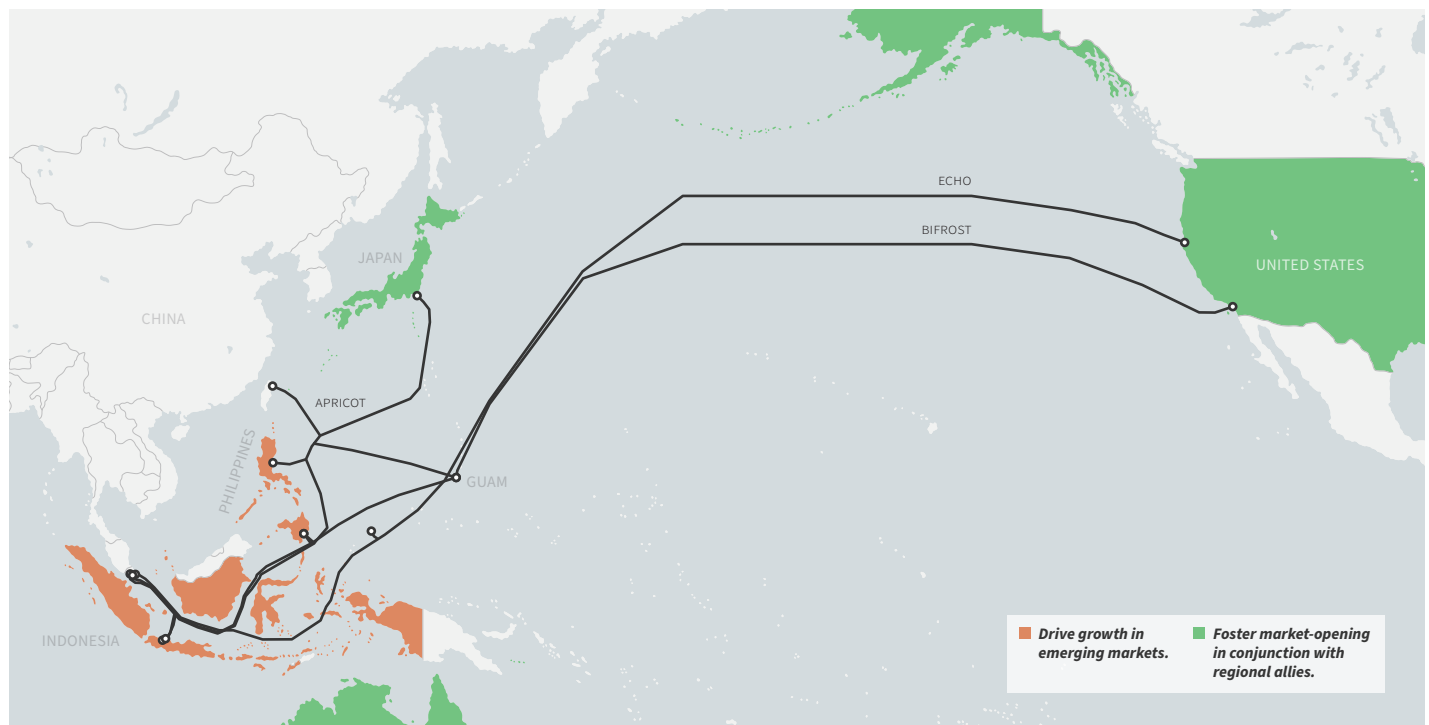 ECHO
BIFROST
JAPAN
UNITED STATES
CHINA
APRICOT
PHILIPPINES
GUAM
INDONESIA
Drive growth in
emerging markets.
Foster market-opening
in conjunction with
regional allies.